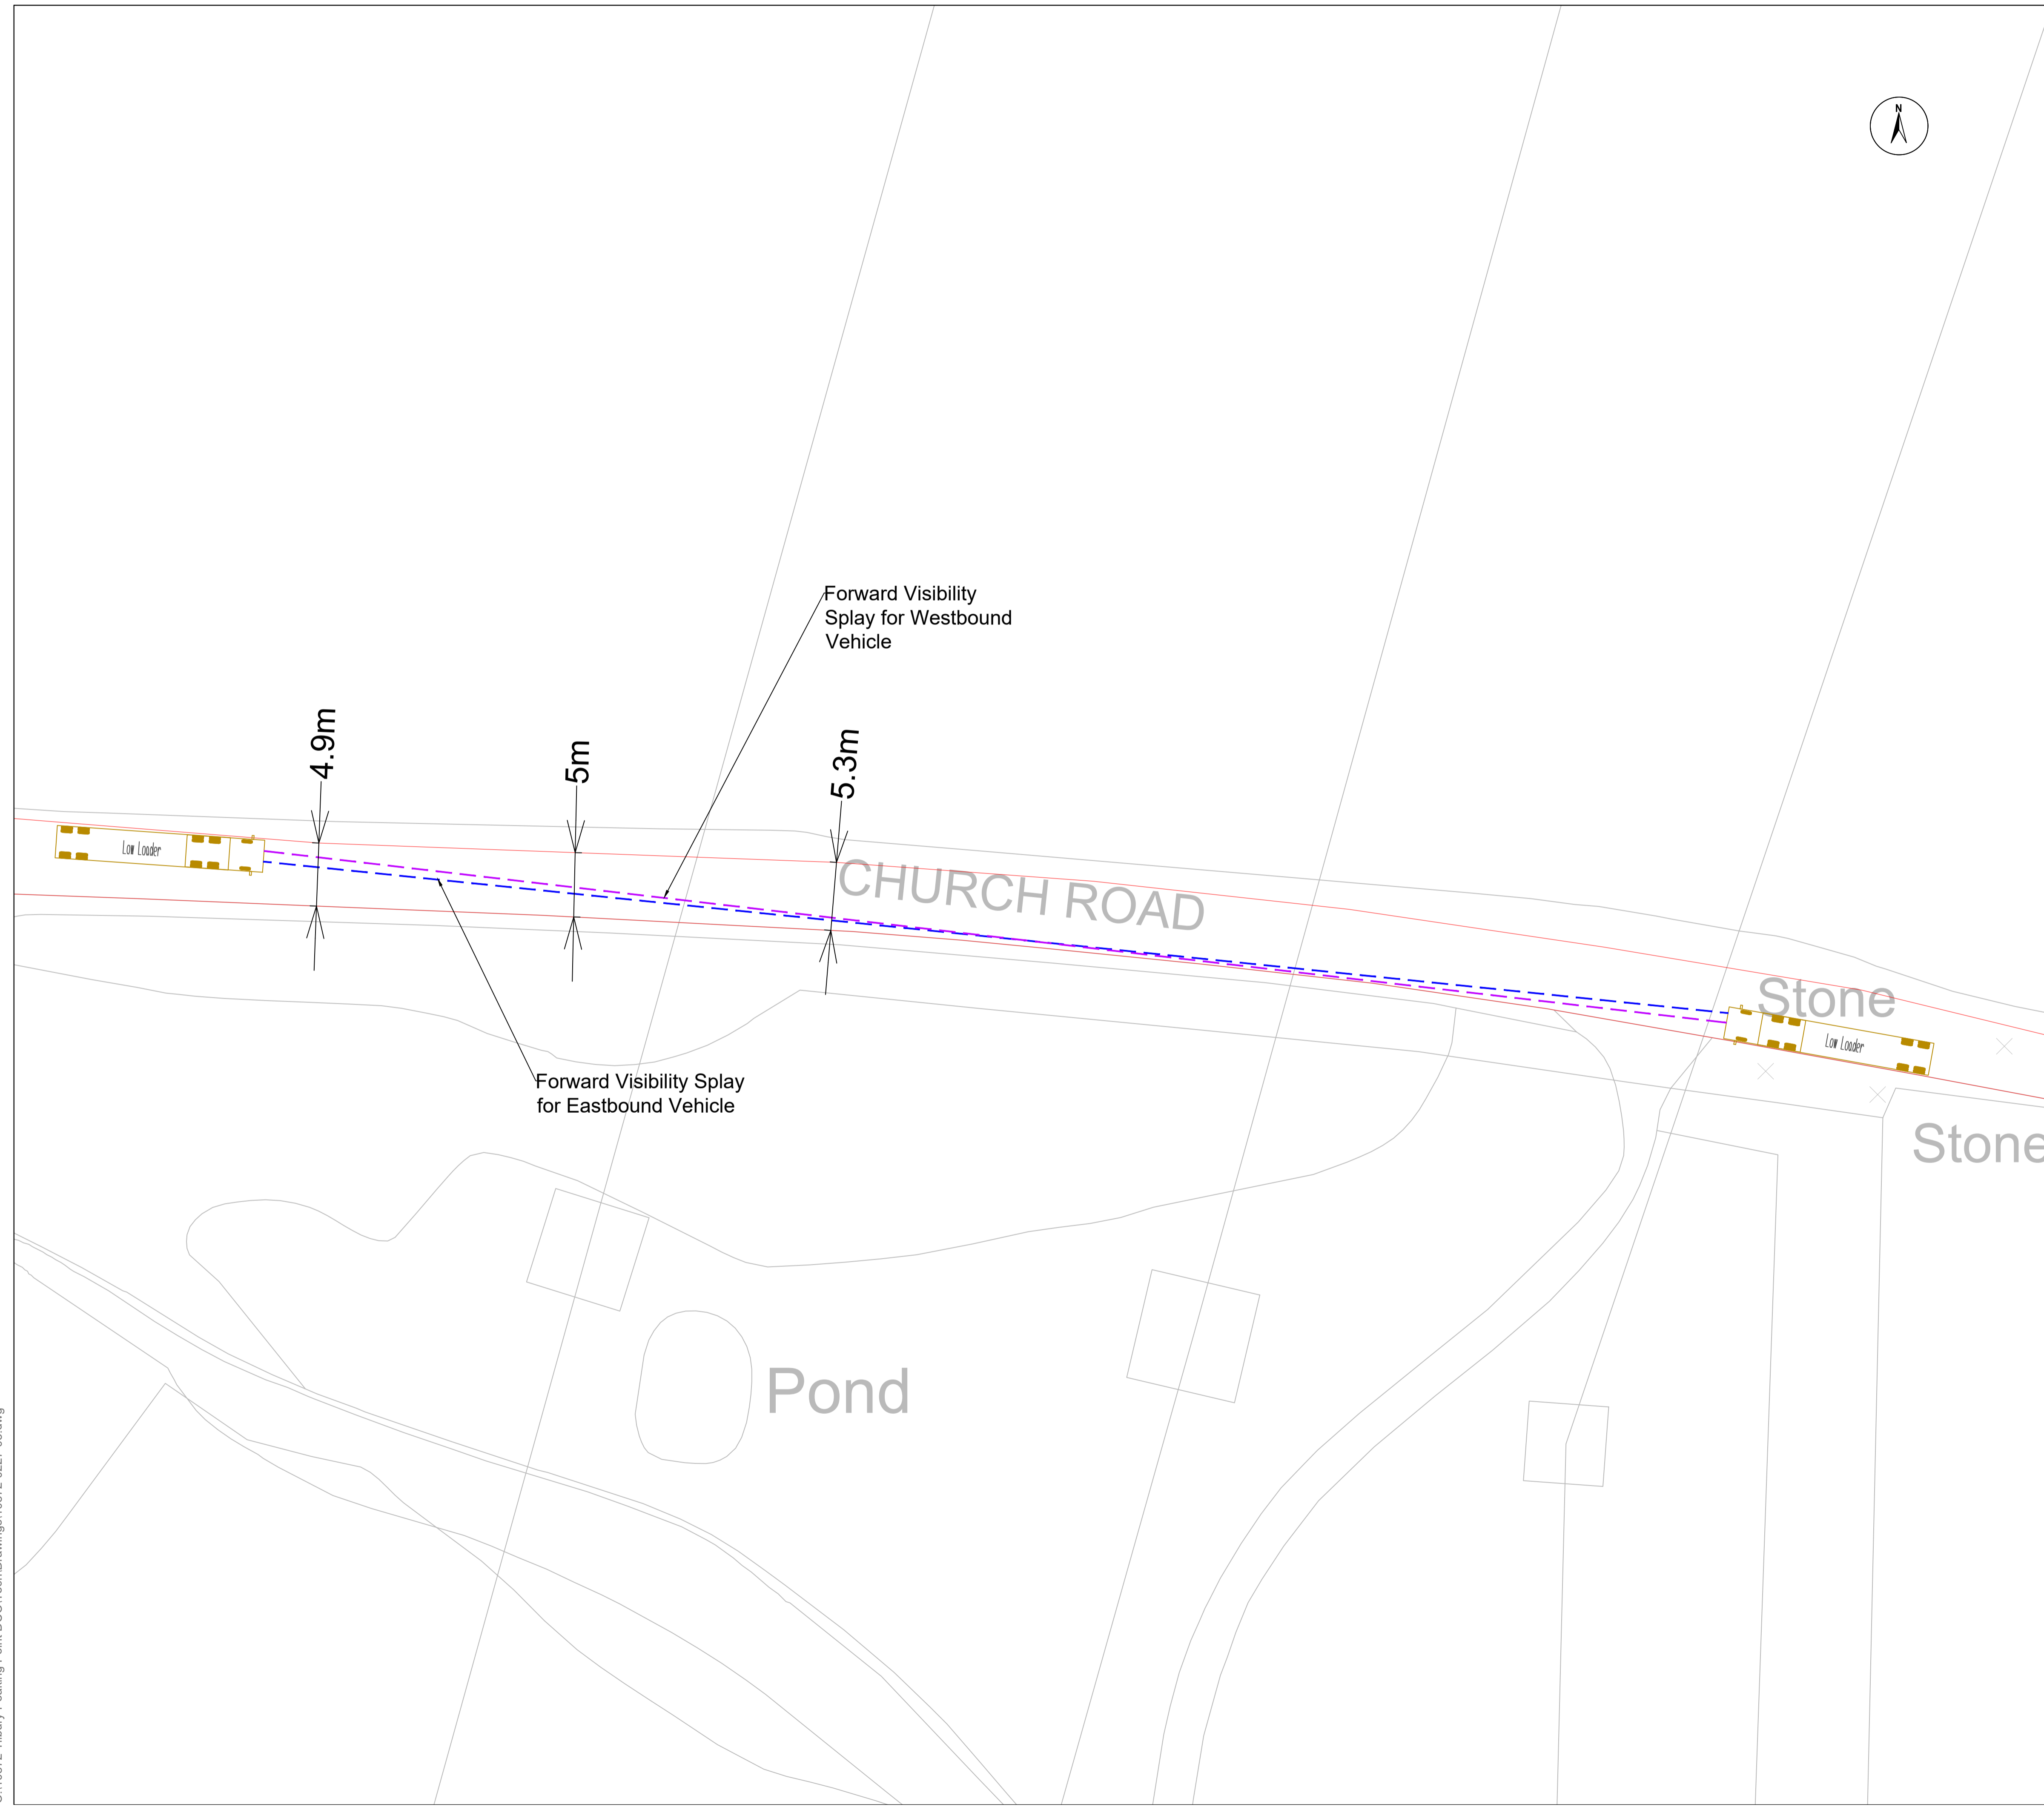 N
Forward Visibility
Splay for Westbound
Vehicle
4.9m
5m
5.3m
CHURCH ROAD
Low Loader
Stone
Low Loader
Forward Visibility Splay
for Eastbound Vehicle
Stone
Pond